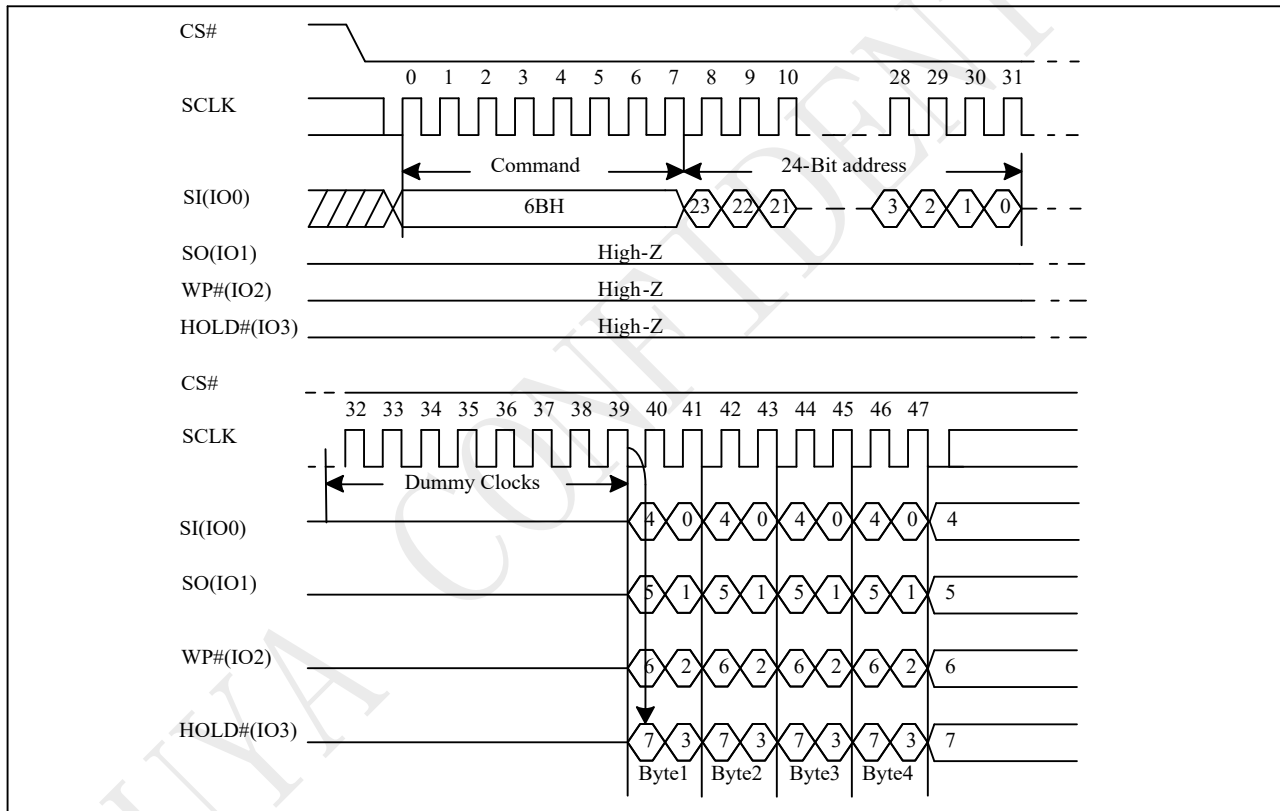 CS#
0 1 2 3 4 5 6 7 8 9 10 28 29 30 31
SCLK
Command 24-Bit address
SI(IO0) 6BH 23 22 21 3 2 1 0
SO(IO1) High-Z
WP#(IO2) High-Z
HOLD#(IO3) High-Z
CS#
32 33 34 35 36 37 38 39 40 41 42 43 44 45 46 47
SCLK
Dummy Clocks
SI(IO0) 4 0 4 0 4 0 4 0 4
SO(IO1) 5 1 5 1 5 1 5 1 5
WP#(IO2) 6 2 6 2 6 2 6 2 6
HOLD#(IO3) 7 3 7 3 7 3 7 3 7
Byte1 Byte2 Byte3 Byte4
UYA CONFIDENT